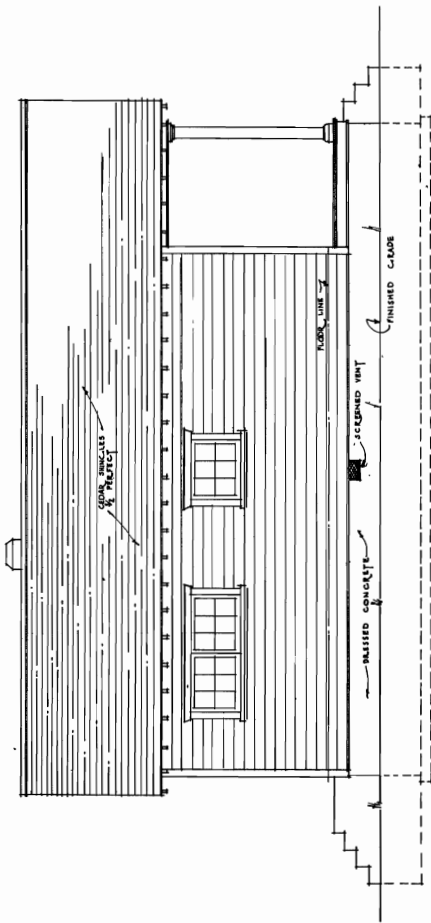 CEDAR SHINGLES
½ PERFECT
FLOOR LINE
FINISHED GRADE
SCREENED VENT
DRESSED CONCRETE